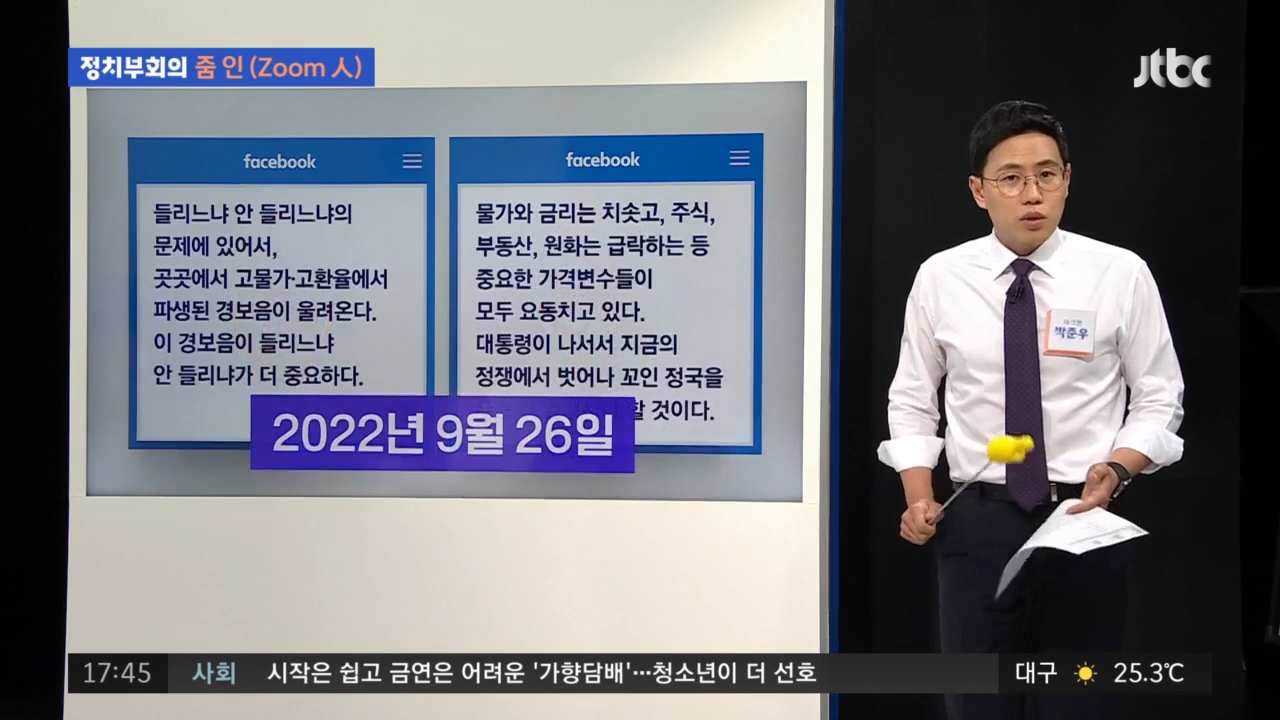 정치부회의 줌 인 (Zoom 人)
jtbc
facebook
들리느냐 안 들리느냐의
문제에 있어서,
곳곳에서 고물가·고환율에서
파생된 경보음이 울려온다.
이 경보음이 들리느냐
안 들리냐가 더 중요하다.
facebook
물가와 금리는 치솟고, 주식,
부동산, 원화는 급락하는 등
중요한 가격변수들이
모두 요동치고 있다.
대통령이 나서서 지금의
정쟁에서 벗어나 꼬인 정국을
할 것이다.
2022년 9월 26일
박준우
17:45 사회 시작은 쉽고 금연은 어려운 '가향담배'…청소년이 더 선호 대구 25.3℃